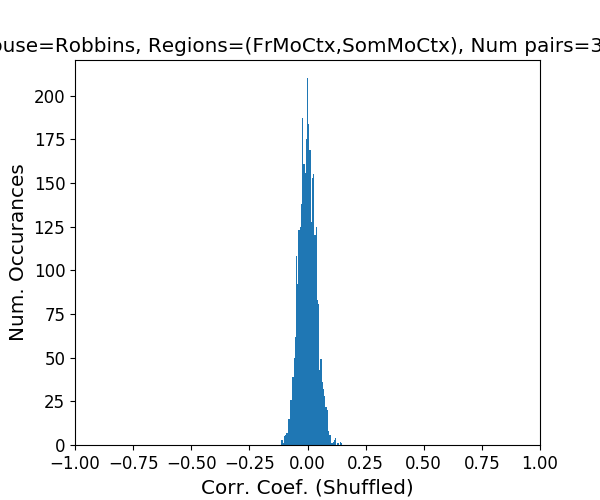 ouse=Robbins, Regions=(FrMoCtx,SomMoCtx), Num pairs=3
200
175
150
125
100
75
50
25
0
Num. Occurances
−1.00 −0.75 −0.50 −0.25 0.00 0.25 0.50 0.75 1.00
Corr. Coef. (Shuffled)